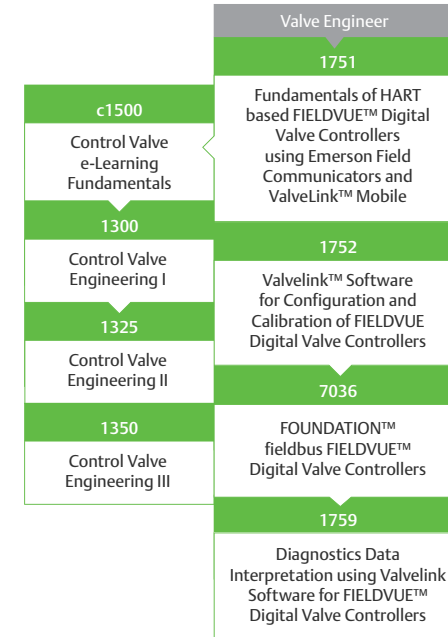 Valve Engineer
1751
Fundamentals of HART
based FIELDVUE™ Digital
Valve Controllers
using Emerson Field
Communicators and
ValveLink™ Mobile
c1500
Control Valve
e-Learning
Fundamentals
1300
Control Valve
Engineering I
1325
Control Valve
Engineering II
1350
Control Valve
Engineering III
1752
Valvelink™ Software
for Configuration and
Calibration of FIELDVUE
Digital Valve Controllers
7036
FOUNDATION™
fieldbus FIELDVUE™
Digital Valve Controllers
1759
Diagnostics Data
Interpretation using Valvelink
Software for FIELDVUE™
Digital Valve Controllers